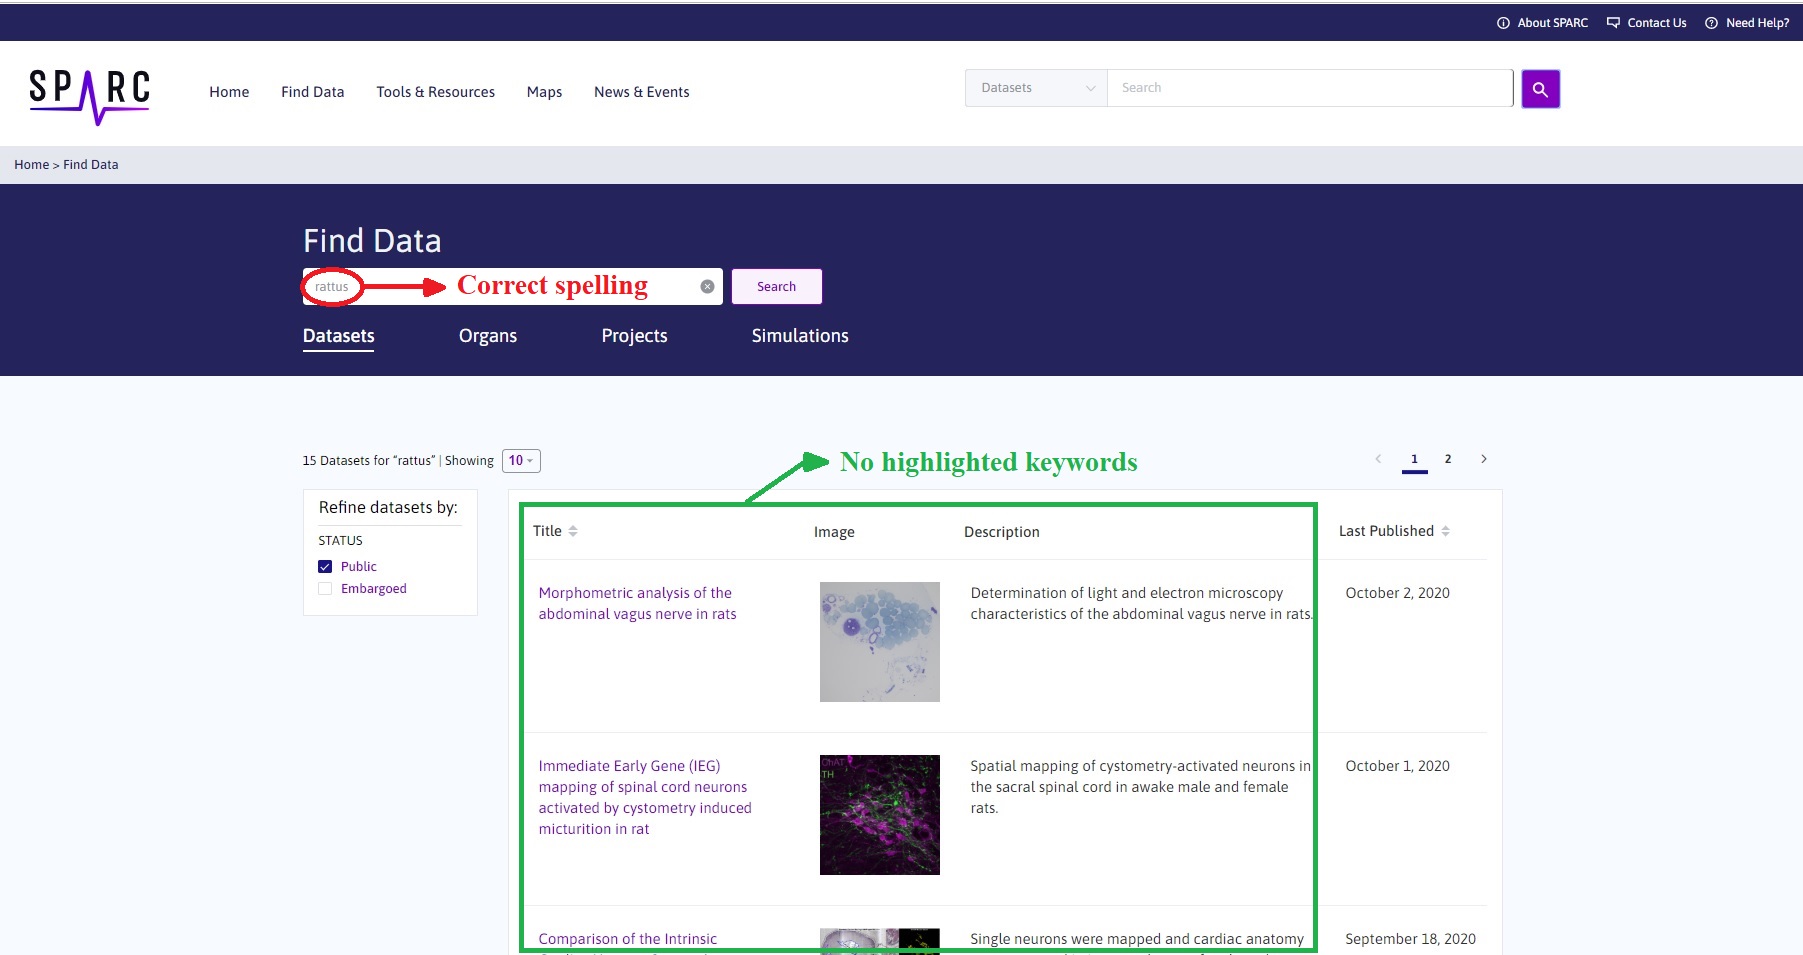 About SPARC Contact Us Need Help?
SPARC
Home Find Data Tools & Resources Maps News & Events
Datasets Search
Home > Find Data
Find Data
rattus Correct spelling Search
Datasets Organs Projects Simulations
15 Datasets for “rattus” | Showing 10
No highlighted keywords
1 2
Refine datasets by:
STATUS
Public
Embargoed
Title Image Description Last Published
Morphometric analysis of the
abdominal vagus nerve in rats
Determination of light and electron microscopy
characteristics of the abdominal vagus nerve in rats.
October 2, 2020
Immediate Early Gene (IEG)
mapping of spinal cord neurons
activated by cystometry induced
micturition in rat
ChAT
TH
Spatial mapping of cystometry-activated neurons in
the sacral spinal cord in awake male and female
rats.
October 1, 2020
Comparison of the Intrinsic
Single neurons were mapped and cardiac anatomy
September 18, 2020